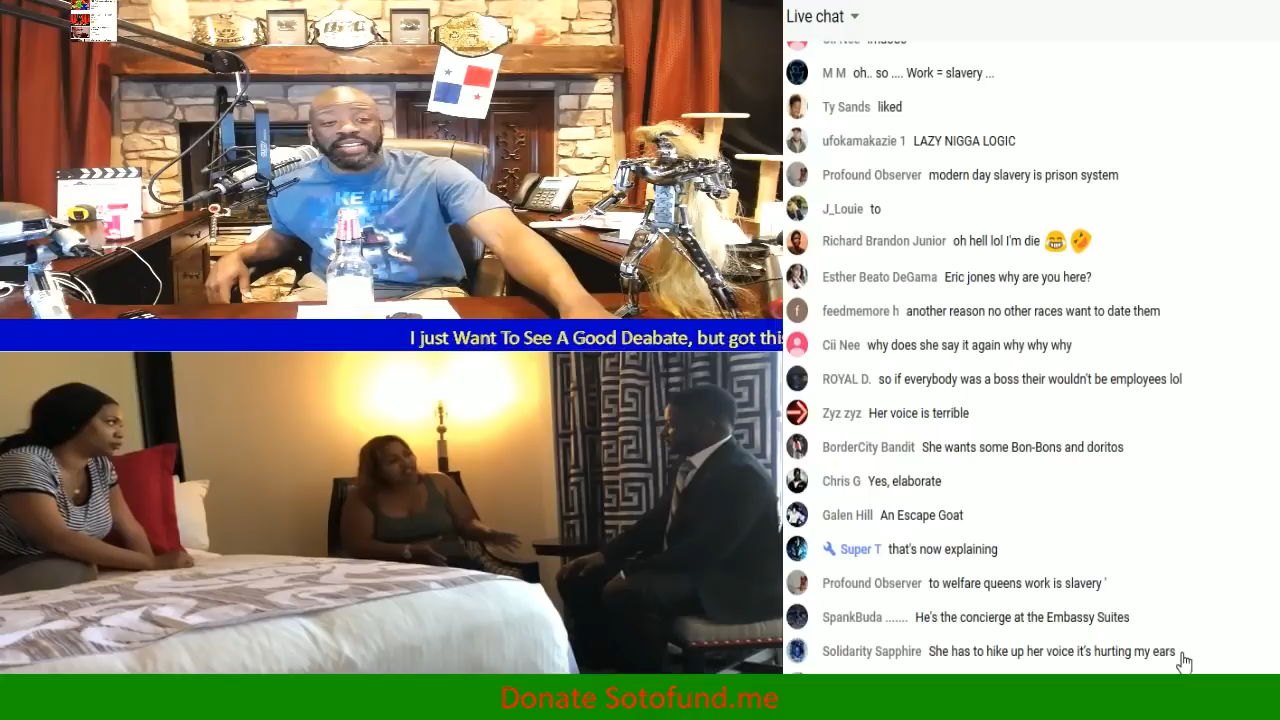 Live chat
M M oh.. so .... Work = slavery ...
Ty Sands liked
ufokamakazie 1 LAZY NIGGA LOGIC
Profound Observer modern day slavery is prison system
J_Louie to
Richard Brandon Junior oh hell lol I'm die 😂🤣
Esther Beato DeGama Eric jones why are you here?
f feedmemore h another reason no other races want to date them
Cii Nee why does she say it again why why why
ROYAL D. so if everybody was a boss their wouldn't be employees lol
Zyz zyz Her voice is terrible
BorderCity Bandit She wants some Bon-Bons and doritos
Chris G Yes, elaborate
Galen Hill An Escape Goat
Super T that's now explaining
Profound Observer to welfare queens work is slavery '
SpankBuda ....... He's the concierge at the Embassy Suites
Solidarity Sapphire She has to hike up her voice it's hurting my ears
UFC
I just Want To See A Good Deabate, but got this
Donate Sotofund.me